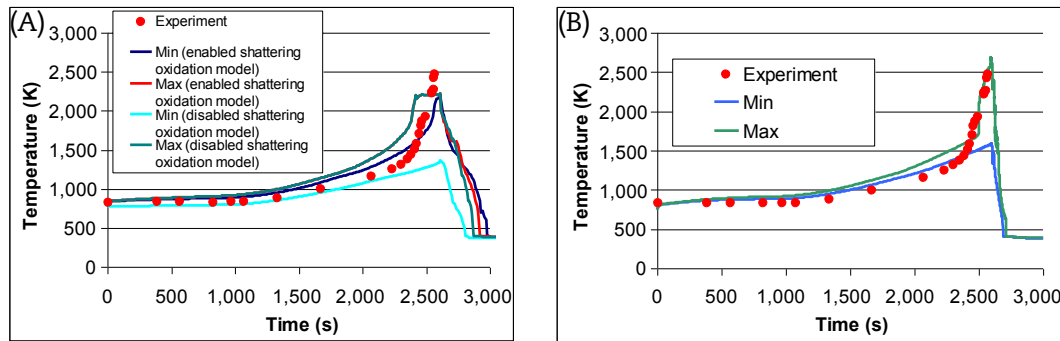 (A)
3,000
2,500
2,000
1,500
1,000
500
0
Temperature (K)
Experiment
Min (enabled shattering
oxidation model)
Max (enabled shattering
oxidation model)
Min (disabled shattering
oxidation model)
Max (disabled shattering
oxidation model)
0 500 1,000 1,500 2,000 2,500 3,000
Time (s)
(B)
3,000
2,500
2,000
1,500
1,000
500
0
Temperature (K)
Experiment
Min
Max
0 500 1,000 1,500 2,000 2,500 3,000
Time (s)